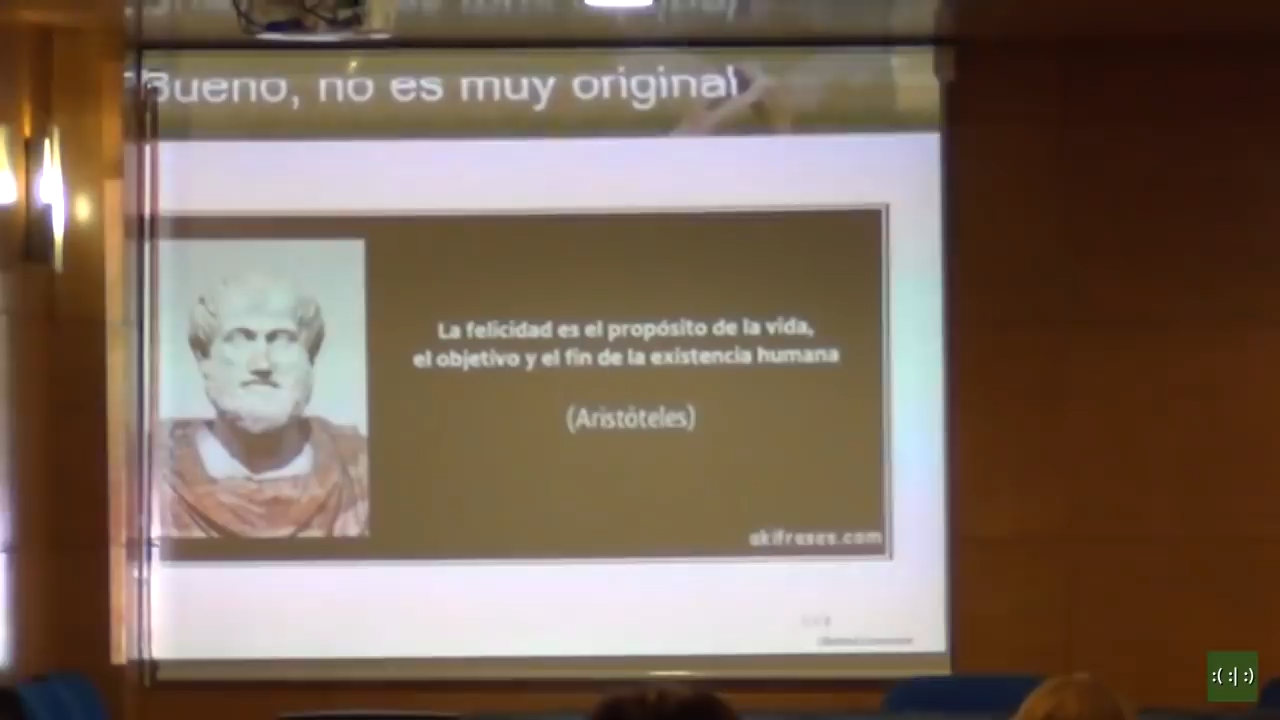 Bueno, no es muy original
La felicidad es el propósito de la vida,
el objetivo y el fin de la existencia humana
(Aristóteles)
akifrases.com
:( :| :)